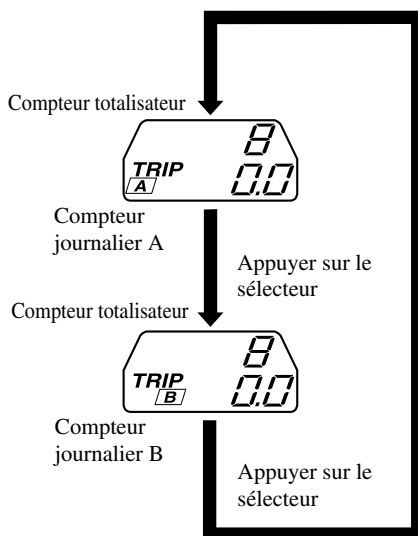 Compteur totalisateur
8
TRIP
A
0.0
Compteur
journalier A
Appuyer sur le
sélecteur
Compteur totalisateur
8
TRIP
B
0.0
Compteur
journalier B
Appuyer sur le
sélecteur